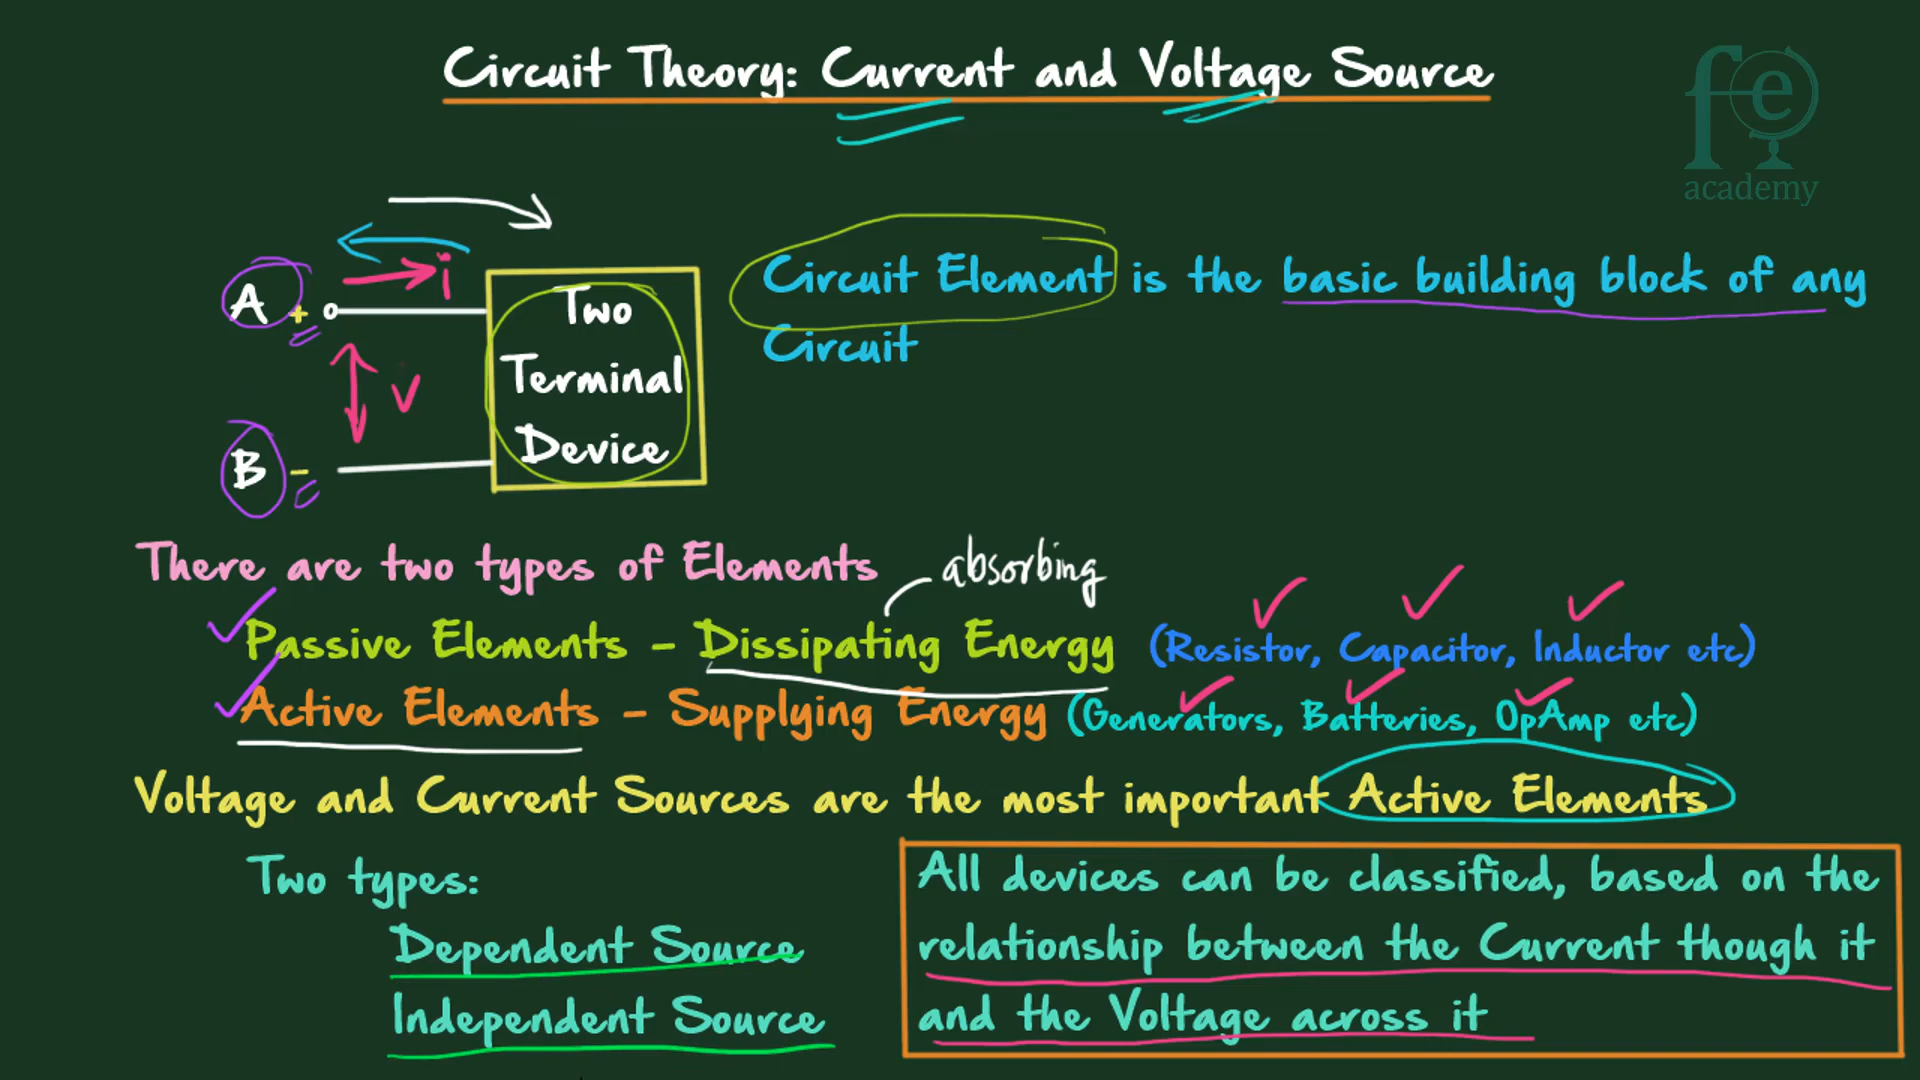 Circuit Theory: Current and Voltage Source
fe
academy
i
A + o
Two
Terminal
Device
V
B -
Circuit Element is the basic building block of any
Circuit
There are two types of Elements
absorbing
Passive Elements - Dissipating Energy (Resistor, Capacitor, Inductor etc)
Active Elements - Supplying Energy (Generators, Batteries, OpAmp etc)
Voltage and Current Sources are the most important Active Elements
Two types:
Dependent Source
Independent Source
All devices can be classified, based on the
relationship between the Current though it
and the Voltage across it